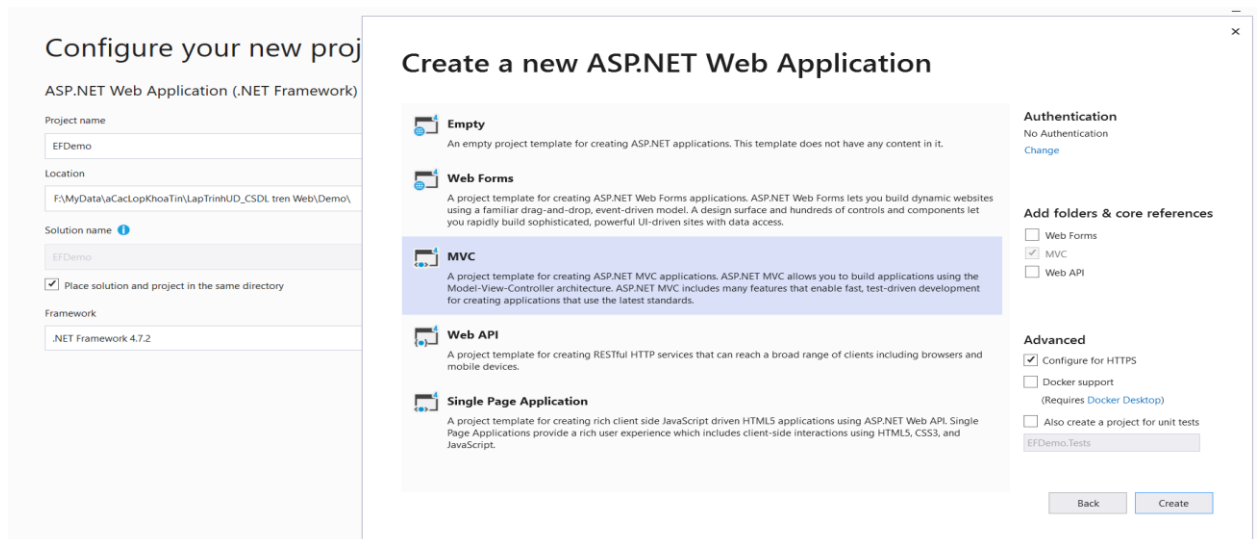 Configure your new proj
ASP.NET Web Application (.NET Framework)
Project name
EFDemo
Location
F:\MyData\aCacLopKhoaTin\LapTrinhUD_CSDL tren Web\Demo\
Solution name
EFDemo
Place solution and project in the same directory
Framework
.NET Framework 4.7.2
Create a new ASP.NET Web Application
Empty
An empty project template for creating ASP.NET applications. This template does not have any content in it.
Web Forms
A project template for creating ASP.NET Web Forms applications. ASP.NET Web Forms lets you build dynamic websites
using a familiar drag-and-drop, event-driven model. A design surface and hundreds of controls and components let
you rapidly build sophisticated, powerful UI-driven sites with data access.
MVC
A project template for creating ASP.NET MVC applications. ASP.NET MVC allows you to build applications using the
Model-View-Controller architecture. ASP.NET MVC includes many features that enable fast, test-driven development
for creating applications that use the latest standards.
Web API
A project template for creating RESTful HTTP services that can reach a broad range of clients including browsers and
mobile devices.
Single Page Application
A project template for creating rich client side JavaScript driven HTML5 applications using ASP.NET Web API. Single
Page Applications provide a rich user experience which includes client-side interactions using HTML5, CSS3, and
JavaScript.
Authentication
No Authentication
Change
Add folders & core references
Web Forms
MVC
Web API
Advanced
Configure for HTTPS
Docker support
(Requires Docker Desktop)
Also create a project for unit tests
EFDemo.Tests
Back
Create